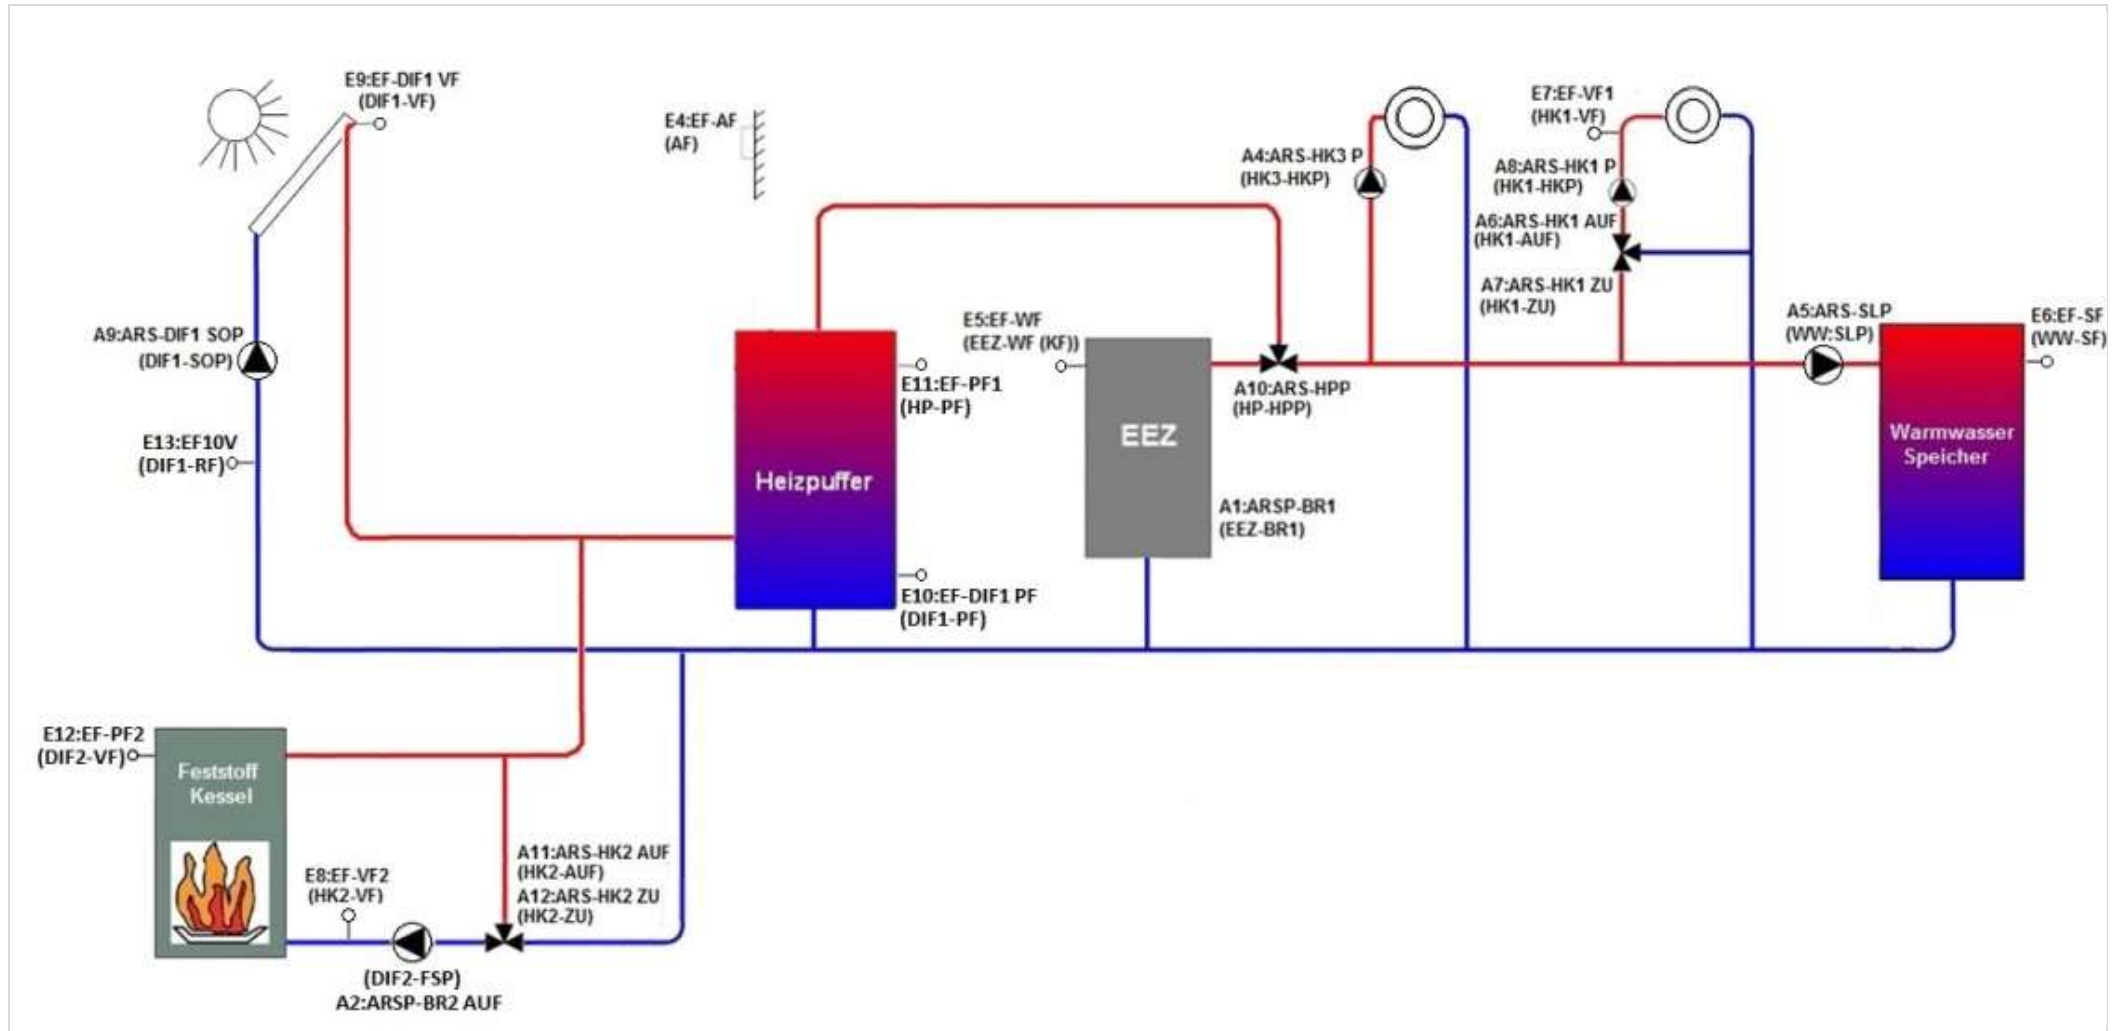 E9:EF-DIF1 VF
(DIF1-VF)
E4:EF-AF
(AF)
E7:EF-VF1
(HK1-VF)
A4:ARS-HK3 P
(HK3-HKP)
A8:ARS-HK1 P
(HK1-HKP)
A6:ARS-HK1 AUF
(HK1-AUF)
A7:ARS-HK1 ZU
(HK1-ZU)
A9:ARS-DIF1 SOP
(DIF1-SOP)
E5:EF-WF
(EEZ-WF (KF))
A5:ARS-SLP
(WW:SLP)
E6:EF-SF
(WW-SF)
E11:EF-PF1
(HP-PF)
A10:ARS-HPP
(HP-HPP)
E13:EF10V
(DIF1-RF)
Heizpuffer
EEZ
Warmwasser
Speicher
A1:ARSP-BR1
(EEZ-BR1)
E10:EF-DIF1 PF
(DIF1-PF)
E12:EF-PF2
(DIF2-VF)
Feststoff
Kessel
E8:EF-VF2
(HK2-VF)
A11:ARS-HK2 AUF
(HK2-AUF)
A12:ARS-HK2 ZU
(HK2-ZU)
(DIF2-FSP)
A2:ARSP-BR2 AUF